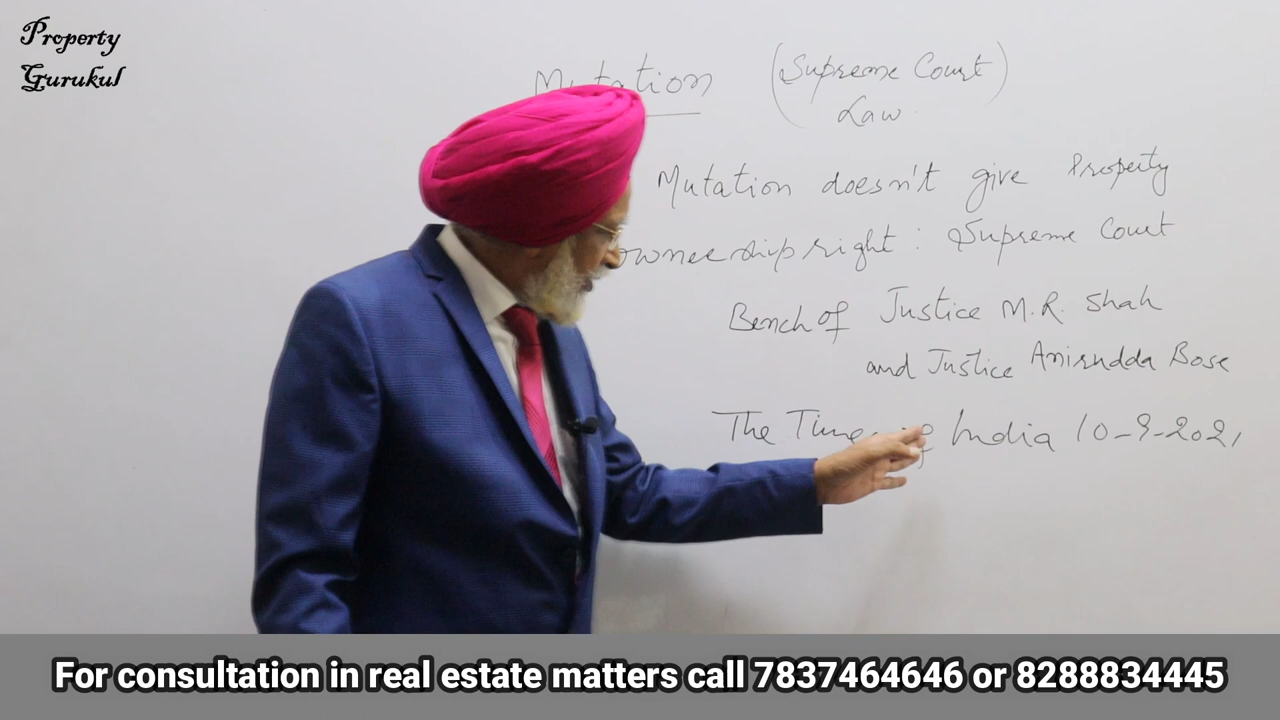 Property
Gurukul
Mutation (Supreme Court)
Law
Mutation doesn't give Property
ownership right : Supreme Court
Bench of Justice M.R. Shah
and Justice Anirudda Bose
The Times of India 10-9-2021
For consultation in real estate matters call 7837464646 or 8288834445